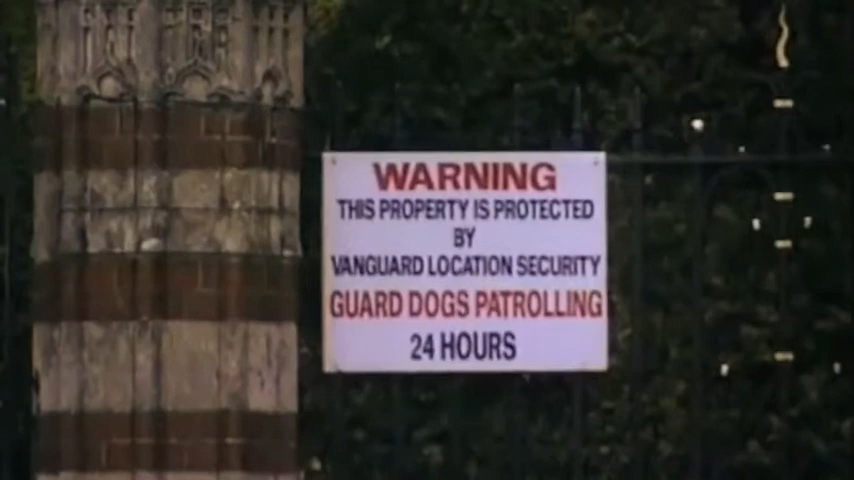 WARNING
THIS PROPERTY IS PROTECTED
BY
VANGUARD LOCATION SECURITY
GUARD DOGS PATROLLING
24 HOURS